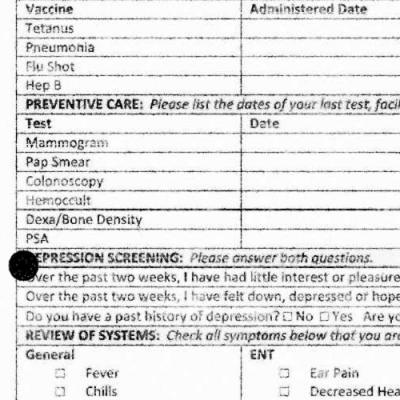 Vaccine Administered Date
Tetanus
Pneumonia
Flu Shot
Hep B
PREVENTIVE CARE: Please list the dates of your last test, facil
Test Date
Mammogram
Pap Smear
Colonoscopy
Hemoccult
Dexa/Bone Density
PSA
EPRESSION SCREENING: Please answer both questions.
Over the past two weeks, I have had little interest or pleasure
Over the past two weeks, I have felt down, depressed or hope
Do you have a past history of depression? ☐ No ☐ Yes Are yo
REVIEW OF SYSTEMS: Check all symptoms below that you are
General ENT
☐ Fever ☐ Ear Pain
☐ Chills ☐ Decreased Hea